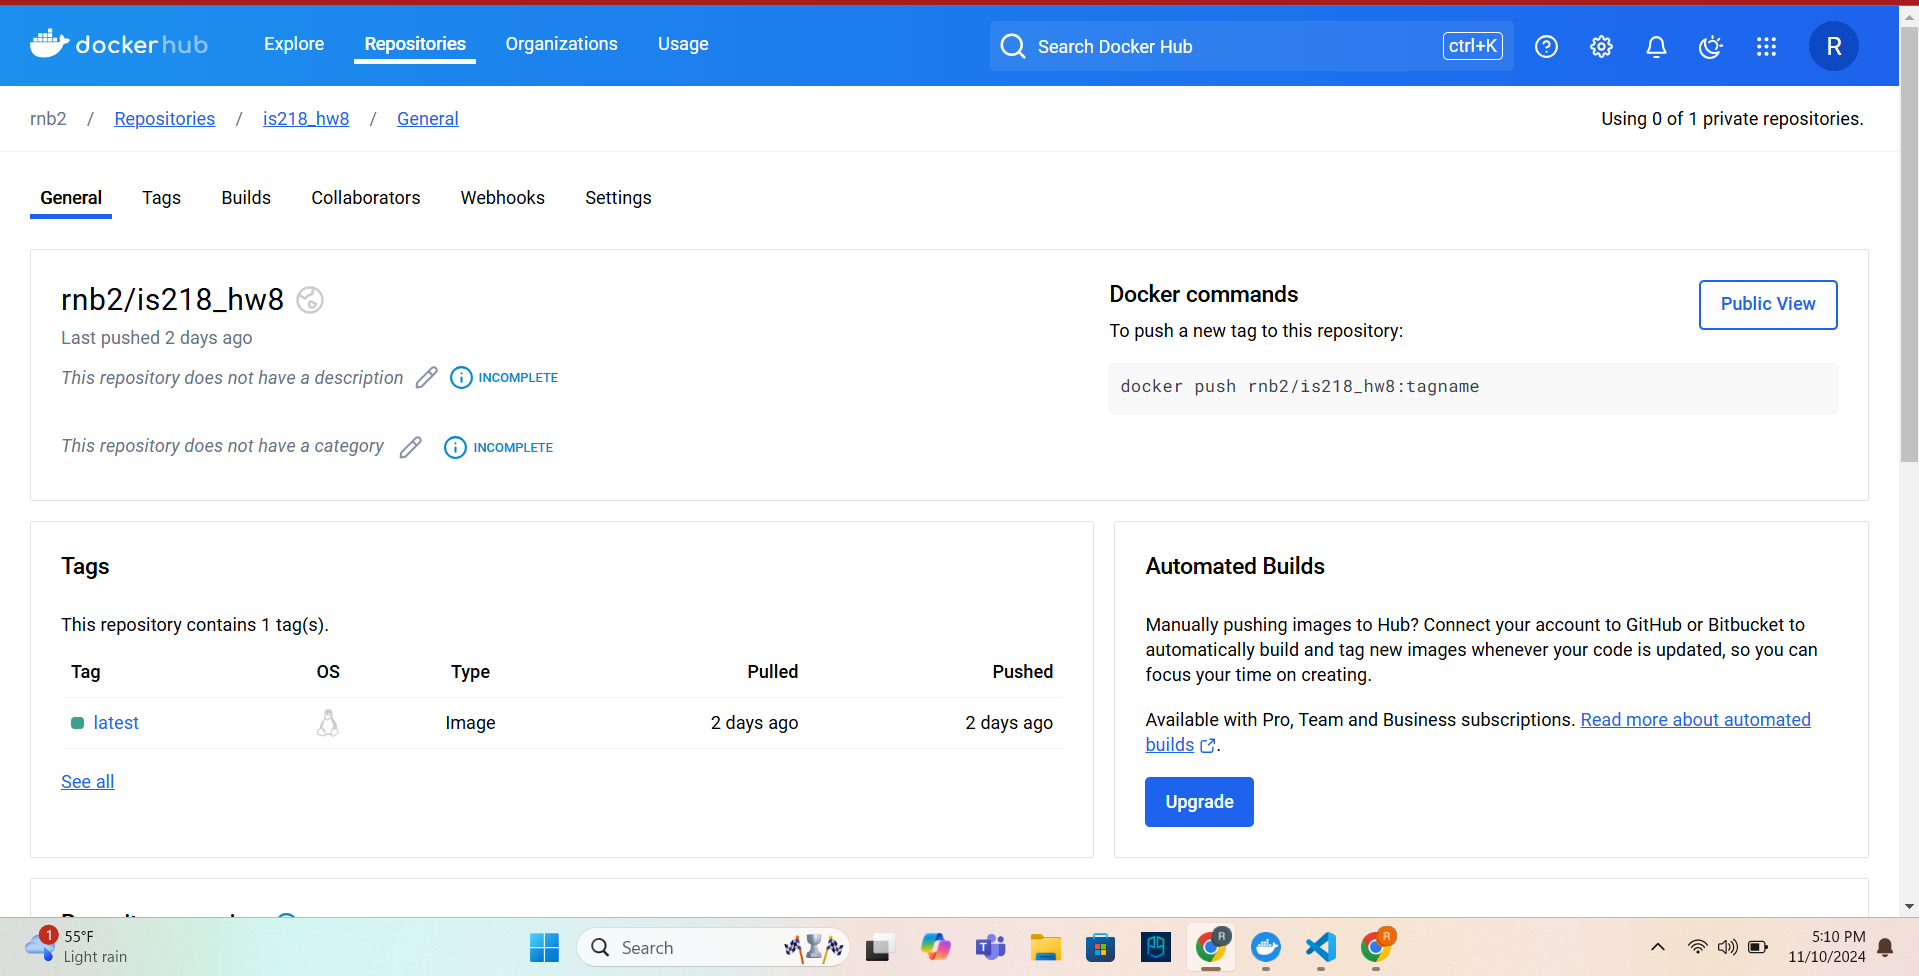 docker hub
Explore
Repositories
Organizations
Usage
Search Docker Hub
ctrl+K
R
rnb2 / Repositories / is218_hw8 / General
Using 0 of 1 private repositories.
General
Tags
Builds
Collaborators
Webhooks
Settings
rnb2/is218_hw8
Last pushed 2 days ago
This repository does not have a description
INCOMPLETE
This repository does not have a category
INCOMPLETE
Docker commands
To push a new tag to this repository:
Public View
docker push rnb2/is218_hw8:tagname
Tags
This repository contains 1 tag(s).
Tag OS Type Pulled Pushed
latest Image 2 days ago 2 days ago
See all
Automated Builds
Manually pushing images to Hub? Connect your account to GitHub or Bitbucket to
automatically build and tag new images whenever your code is updated, so you can
focus your time on creating.
Available with Pro, Team and Business subscriptions. Read more about automated
builds.
Upgrade
1
55°F
Light rain
Search
R
R
5:10 PM
11/10/2024